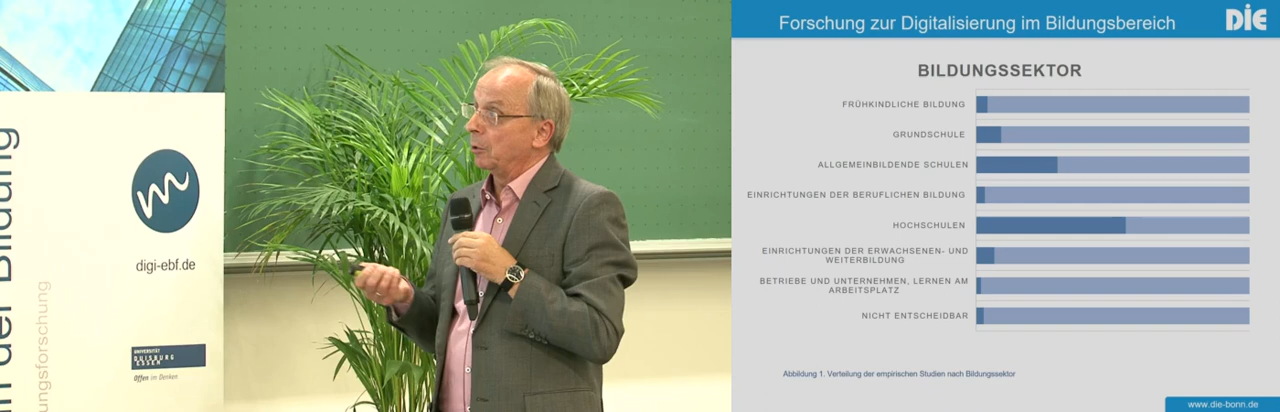 der Bildung
ungsforschung
digi-ebf.de
UNIVERSITÄT
DUISBURG
ESSEN
Offen im Denken
Forschung zur Digitalisierung im Bildungsbereich
DIE
BILDUNGSSEKTOR
FRÜHKINDLICHE BILDUNG
GRUNDSCHULE
ALLGEMEINBILDENDE SCHULEN
EINRICHTUNGEN DER BERUFLICHEN BILDUNG
HOCHSCHULEN
EINRICHTUNGEN DER ERWACHSENEN- UND
WEITERBILDUNG
BETRIEBE UND UNTERNEHMEN, LERNEN AM
ARBEITSPLATZ
NICHT ENTSCHEIDBAR
Abbildung 1. Verteilung der empirischen Studien nach Bildungssektor
www.die-bonn.de